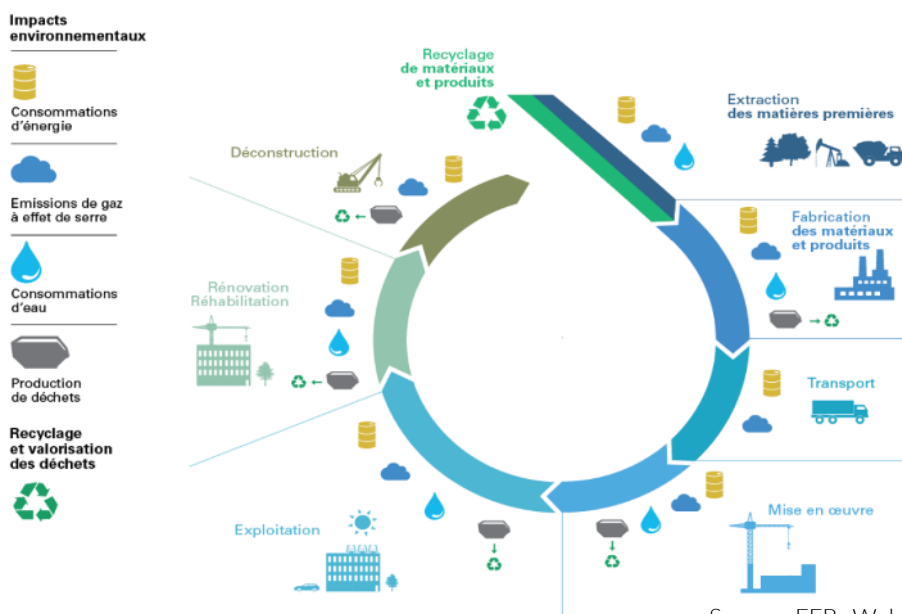 Impacts
environnementaux
Consommations
d'énergie
Emissions de gaz
à effet de serre
Consommations
d'eau
Production
de déchets
Recyclage
et valorisation
des déchets
Recyclage
de matériaux
et produits
Extraction
des matières premières
Fabrication
des matériaux
et produits
Transport
Mise en œuvre
Exploitation
Rénovation
Réhabilitation
Déconstruction